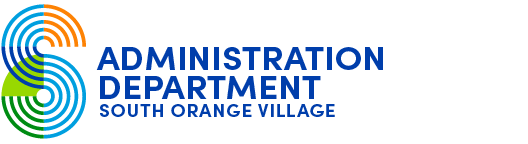 ADMINISTRATION
DEPARTMENT
SOUTH ORANGE VILLAGE